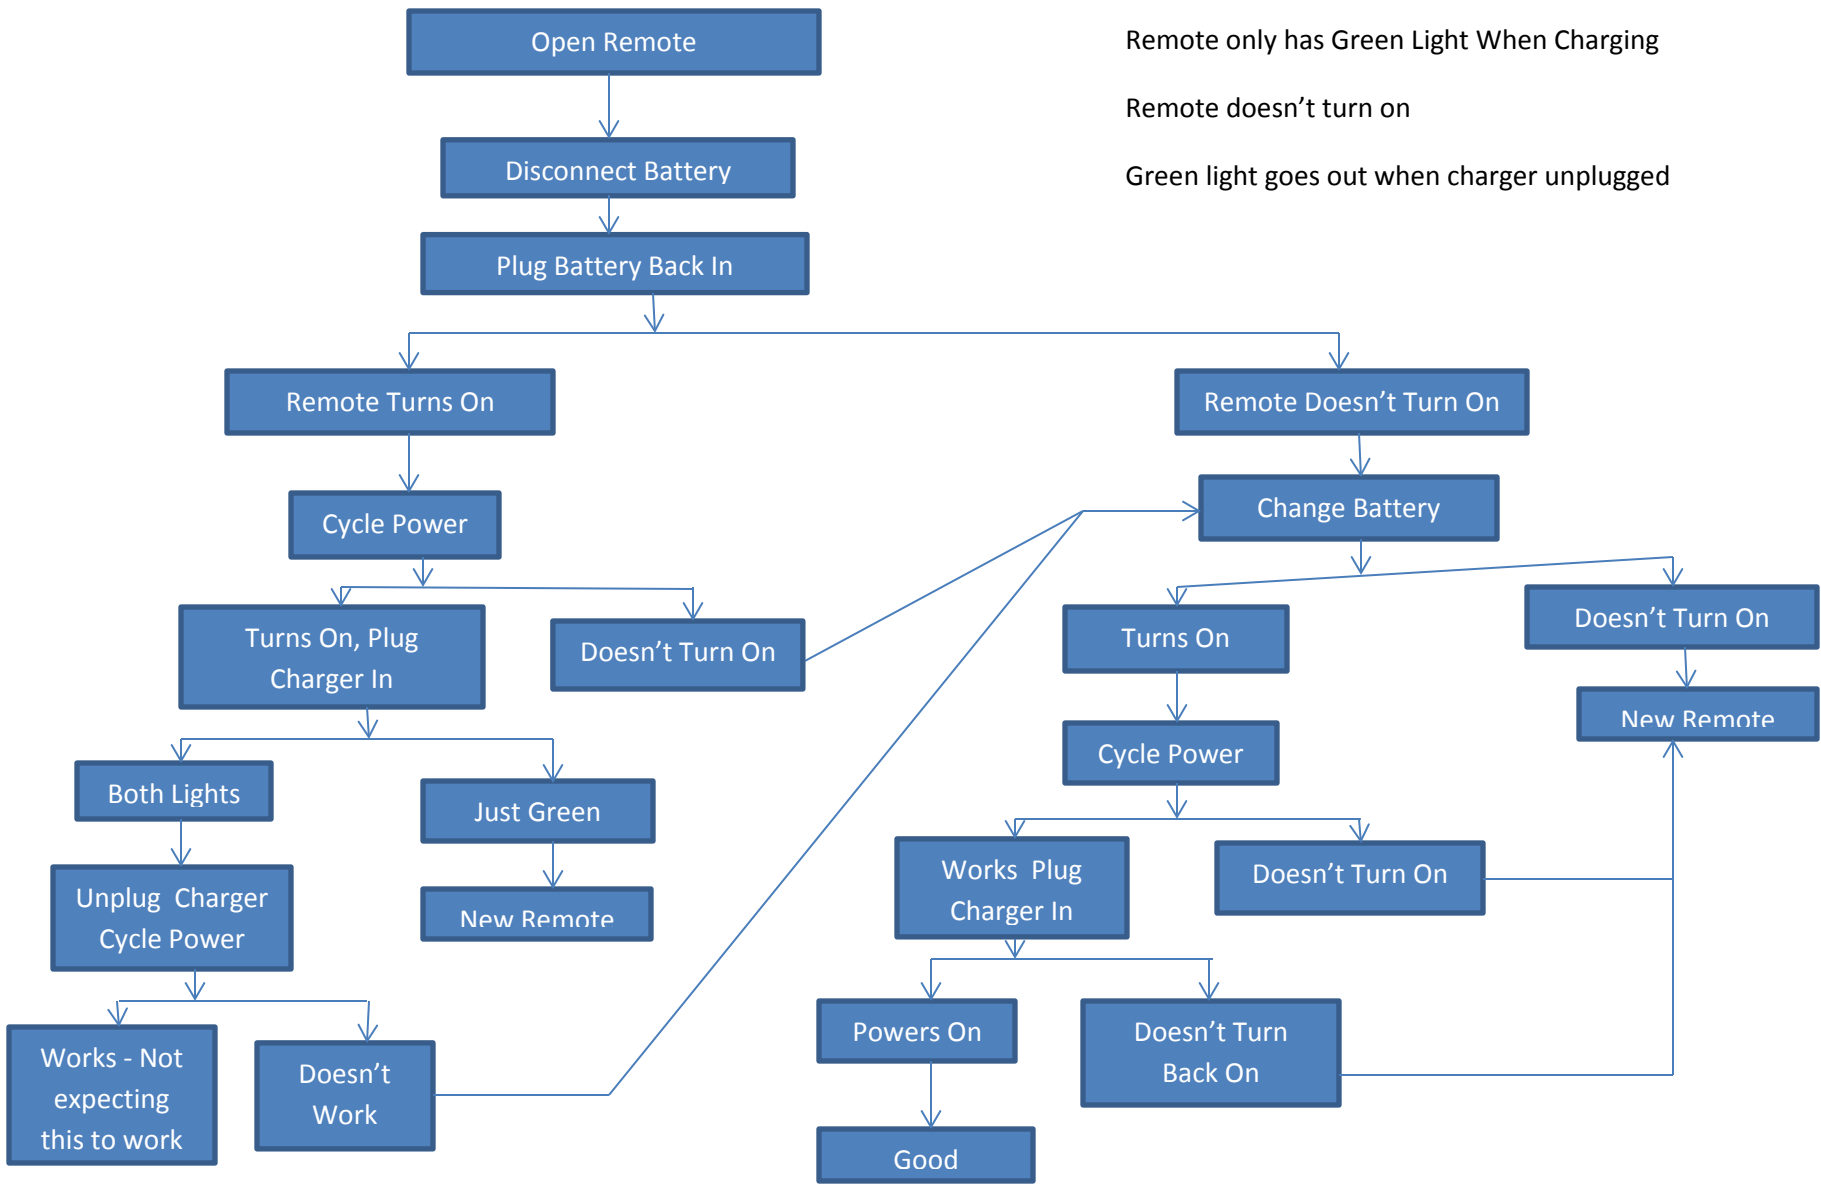 Open Remote
Remote only has Green Light When Charging
Remote doesn’t turn on
Disconnect Battery
Green light goes out when charger unplugged
Plug Battery Back In
Remote Turns On
Remote Doesn’t Turn On
Cycle Power
Change Battery
Turns On, Plug
Charger In
Doesn’t Turn On
Turns On
Doesn’t Turn On
New Remote
Both Lights
Just Green
Cycle Power
Unplug  Charger
Cycle Power
New Remote
Works  Plug
Charger In
Doesn’t Turn On
Works - Not
expecting
this to work
Doesn’t
Work
Powers On
Doesn’t Turn
Back On
Good